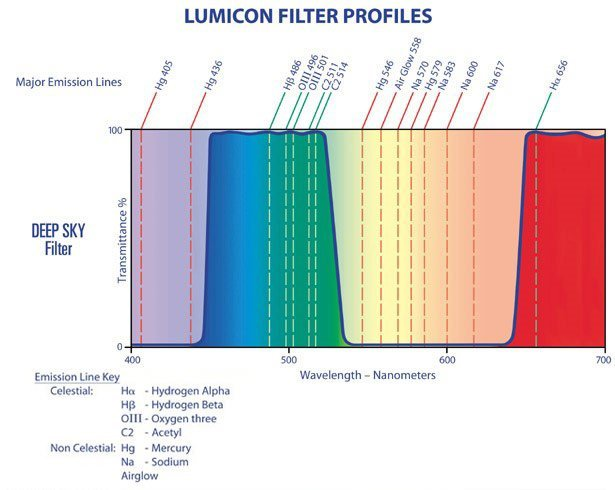 LUMICON FILTER PROFILES
Major Emission Lines
Hg 405
Hg 436
Hβ 486
OIII 496
OIII 501
C2 511
C2 514
Hg 546
Air Glow 558
Na 570
Hg 579
Na 583
Na 600
Na 617
Hα 656
100
DEEP SKY
Filter
Transmittance %
0
400
500
600
700
Wavelength – Nanometers
Emission Line Key
Celestial: Hα - Hydrogen Alpha
Hβ - Hydrogen Beta
OIII - Oxygen three
C2 - Acetyl
Non Celestial: Hg - Mercury
Na - Sodium
Airglow